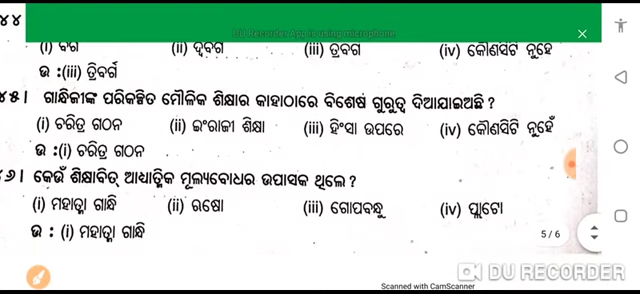 ୪୪
DU Recorder App is using microphone
(i) ବର୍ଗ (ii) ଦ୍ୱିବର୍ଗ (iii) ତ୍ରିବର୍ଗ (iv) କୌଣସିଟି ନୁହେଁ
ଉ :(iii) ତ୍ରିବର୍ଗ
୪୫। ଗାନ୍ଧିଜୀଙ୍କ ପରିକଳ୍ପିତ ମୌଳିକ ଶିକ୍ଷାର କାହାଠାରେ ବିଶେଷ ଗୁରୁତ୍ୱ ଦିଆଯାଇଅଛି ?
(i) ଚରିତ୍ର ଗଠନ (ii) ଇଂରାଜୀ ଶିକ୍ଷା (iii) ହିଂସା ଉପରେ (iv) କୌଣସିଟି ନୁହେଁ
ଉ :(i) ଚରିତ୍ର ଗଠନ
୪୬। କେଉଁ ଶିକ୍ଷାବିତ୍ ଆଧ୍ୟାତ୍ମିକ ମୂଲ୍ୟବୋଧର ଉପାସକ ଥିଲେ ?
(i) ମହାତ୍ମା ଗାନ୍ଧି (ii) ଋଷୋ (iii) ଗୋପବନ୍ଧୁ (iv) ପ୍ଲାଟୋ
ଉ : (i) ମହାତ୍ମା ଗାନ୍ଧି
5 / 6
DU RECORDER
Scanned with CamScanner